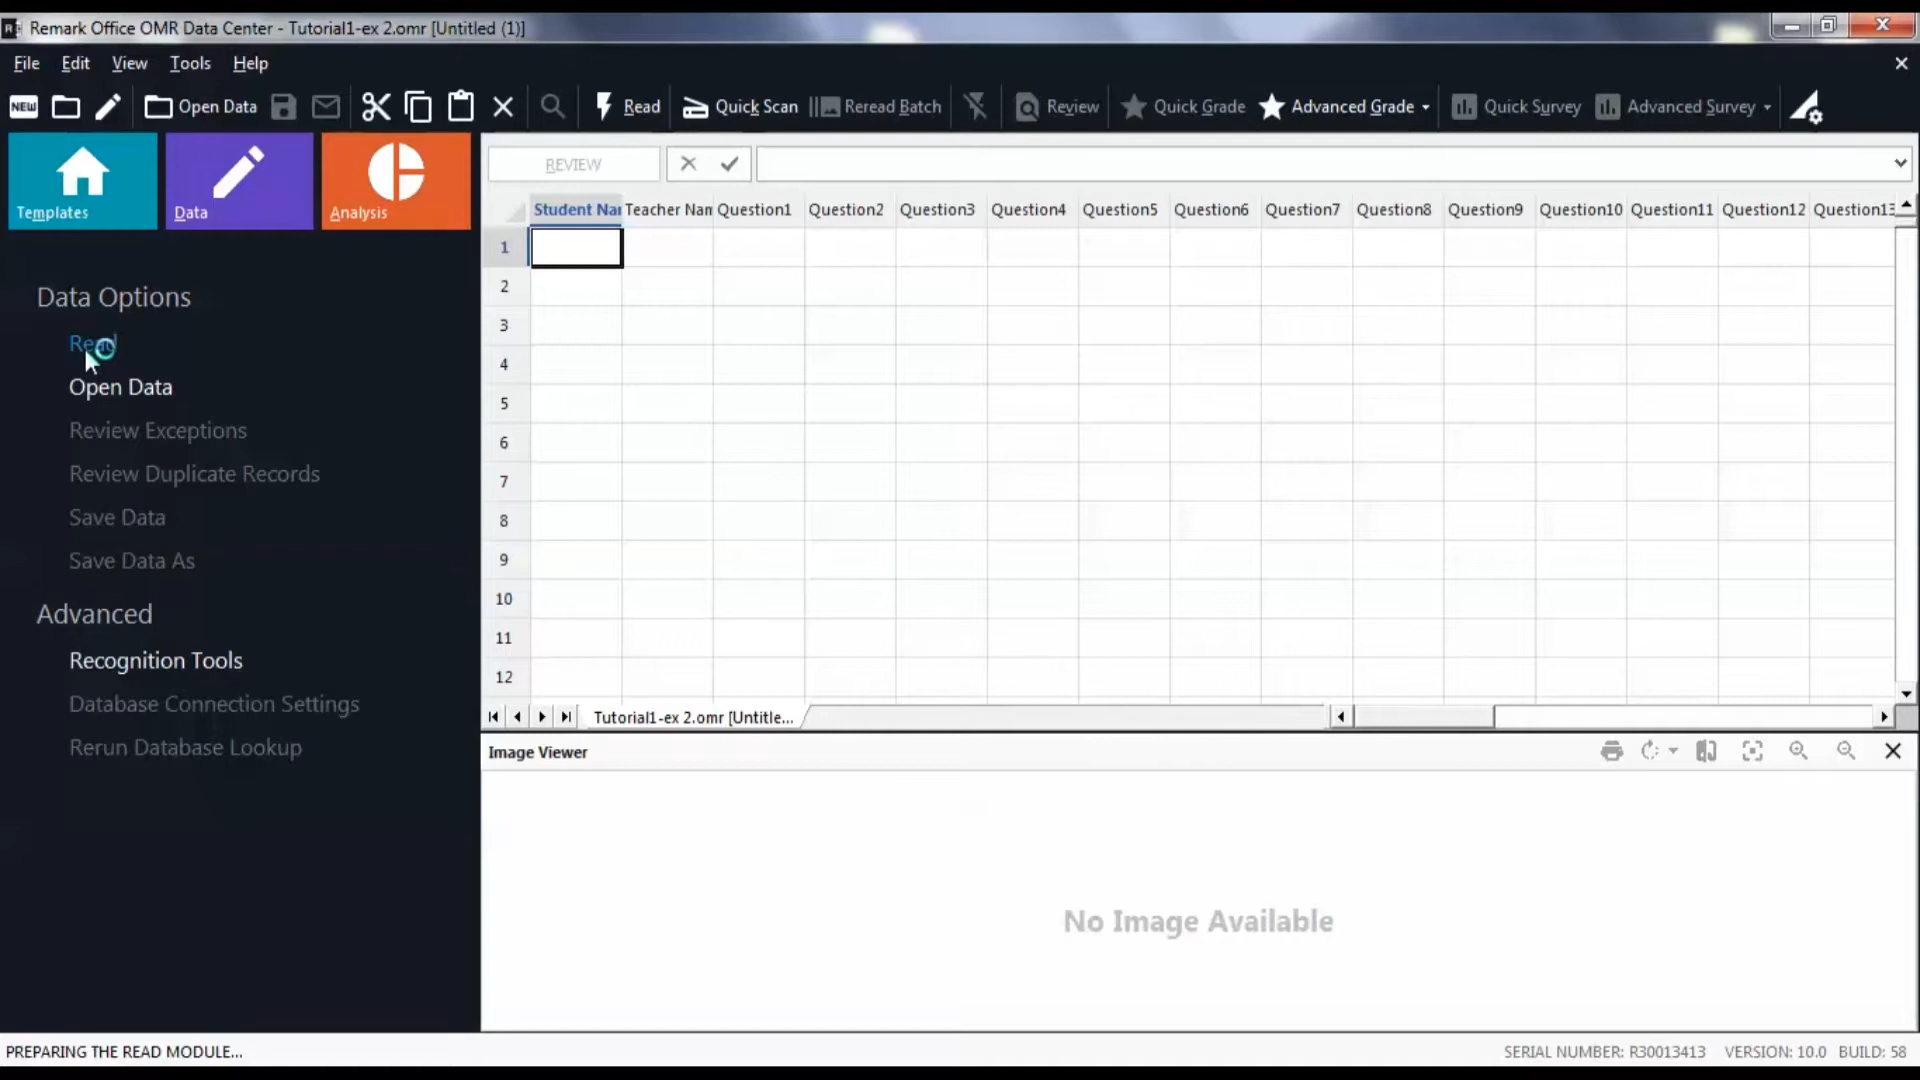 Remark Office OMR Data Center - Tutorial1-ex 2.omr [Untitled (1)]
File Edit View Tools Help
NEW Open Data Read Quick Scan Reread Batch Review Quick Grade Advanced Grade Quick Survey Advanced Survey
Templates Data Analysis
REVIEW
Student Nar Teacher Nam Question1 Question2 Question3 Question4 Question5 Question6 Question7 Question8 Question9 Question10 Question11 Question12 Question13
1
2
3
4
5
6
7
8
9
10
11
12
Data Options
Read
Open Data
Review Exceptions
Review Duplicate Records
Save Data
Save Data As
Advanced
Recognition Tools
Database Connection Settings
Rerun Database Lookup
Tutorial1-ex 2.omr [Untitle...
Image Viewer
No Image Available
PREPARING THE READ MODULE...
SERIAL NUMBER: R30013413 VERSION: 10.0 BUILD: 58